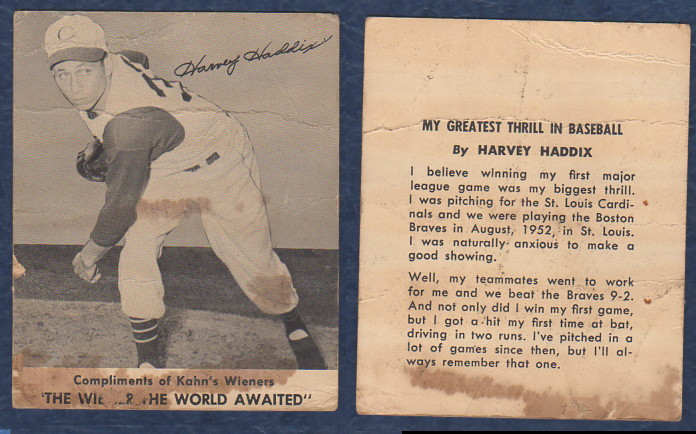 C
Harvey Haddix
Compliments of Kahn's Wieners
"THE THE WORLD AWAITED"
MY GREATEST THRILL IN BASEBALL
By HARVEY HADDIX
I believe winning my first major
league game was my biggest thrill.
I was pitching for the St. Louis Cardi-
nals and we were playing the Boston
Braves in August, 1952, in St. Louis.
I was naturally anxious to make a
good showing.
Well, my teammates went to work
for me and we beat the Braves 9-2.
And not only did I win my first game,
but I got a hit my first time at bat,
driving in two runs. I've pitched in a
lot of games since then, but I'll al-
ways remember that one.